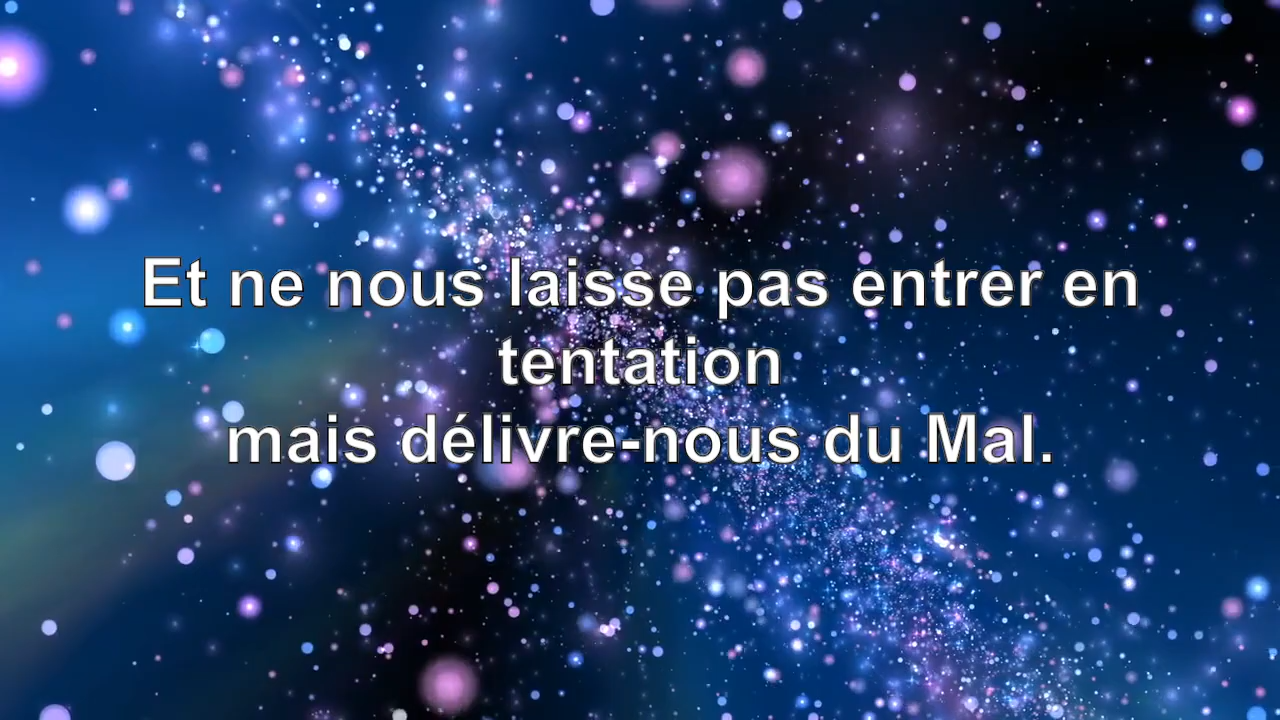 Et ne nous laisse pas entrer en
tentation
mais délivre-nous du Mal.